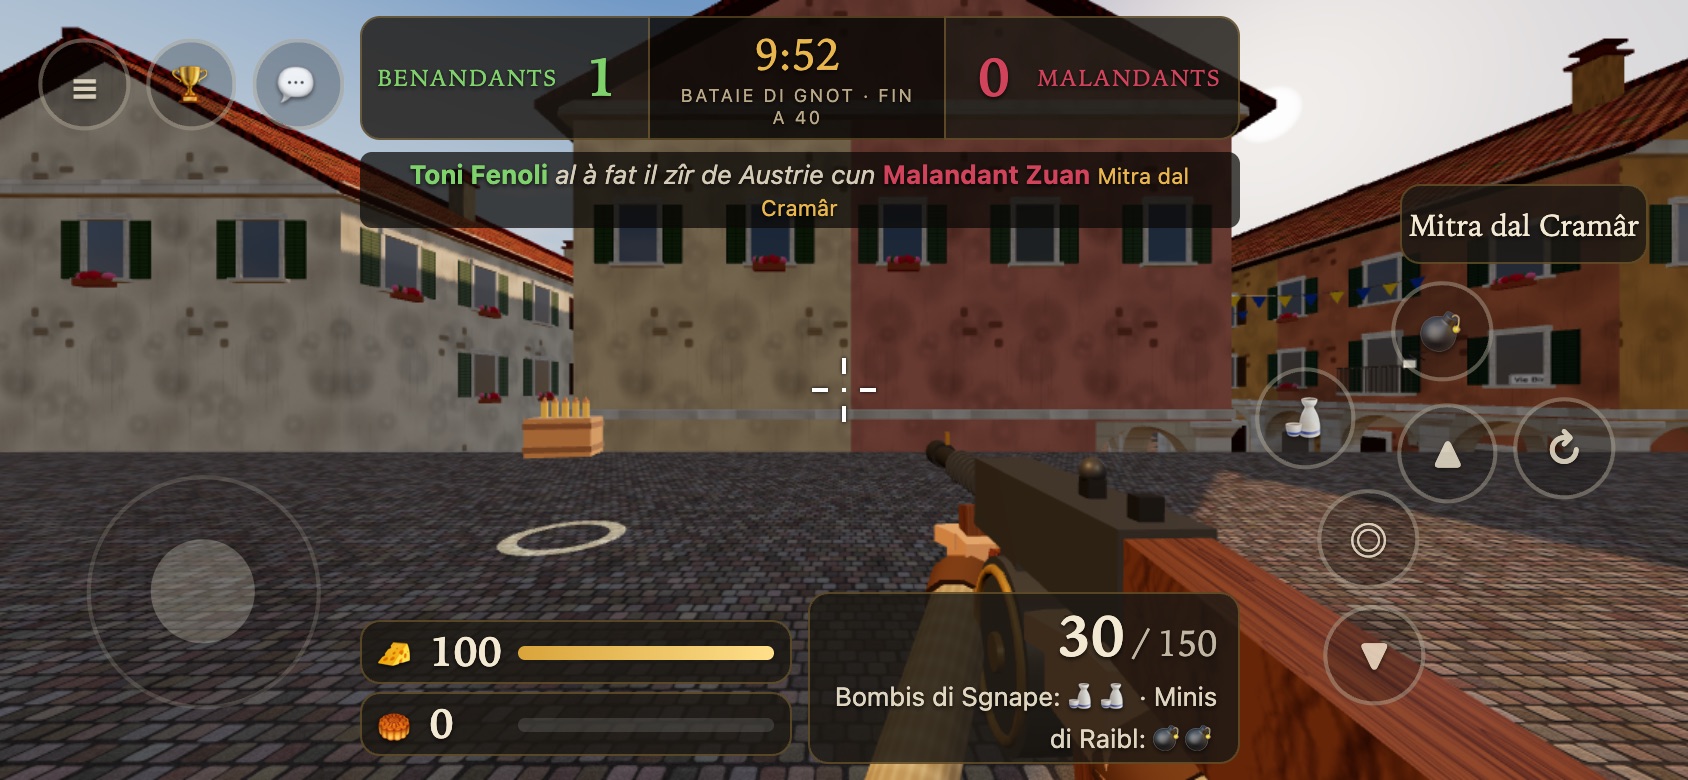 BENANDANTS 1
9:52
BATAIE DI GNOT · FIN
A 40
0 MALANDANTS
Toni Fenoli al à fat il zîr de Austrie cun Malandant Zuan Mitra dal
Cramâr
Mitra dal Cramâr
100
0
30 / 150
Bombis di Sgnape: · Minis
di Raibl: